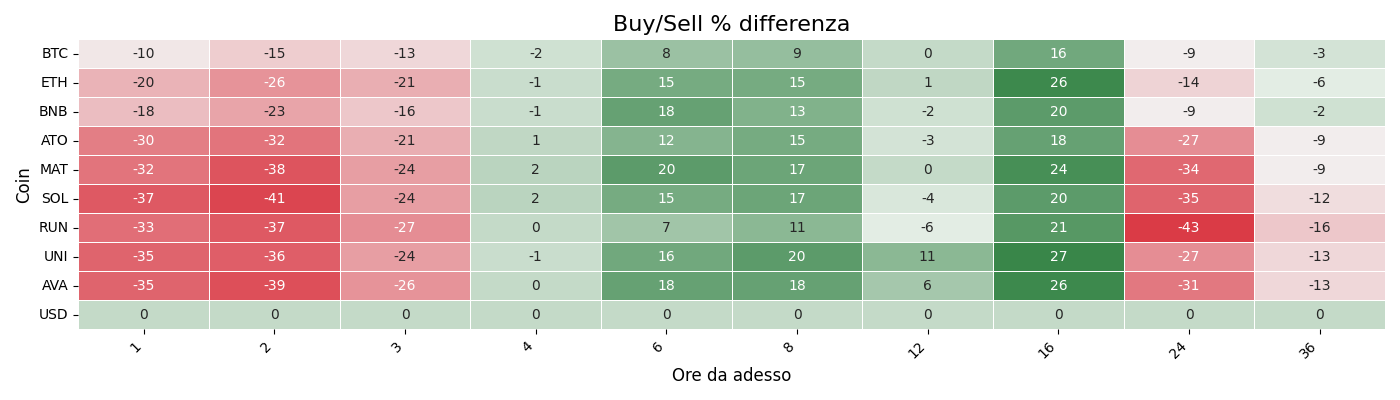 Buy/Sell % differenza
Coin
BTC -10 -15 -13 -2 8 9 0 16 -9 -3
ETH -20 -26 -21 -1 15 15 1 26 -14 -6
BNB -18 -23 -16 -1 18 13 -2 20 -9 -2
ATO -30 -32 -21 1 12 15 -3 18 -27 -9
MAT -32 -38 -24 2 20 17 0 24 -34 -9
SOL -37 -41 -24 2 15 17 -4 20 -35 -12
RUN -33 -37 -27 0 7 11 -6 21 -43 -16
UNI -35 -36 -24 -1 16 20 11 27 -27 -13
AVA -35 -39 -26 0 18 18 6 26 -31 -13
USD 0 0 0 0 0 0 0 0 0 0
1 2 3 4 6 8 12 16 24 36
Ore da adesso